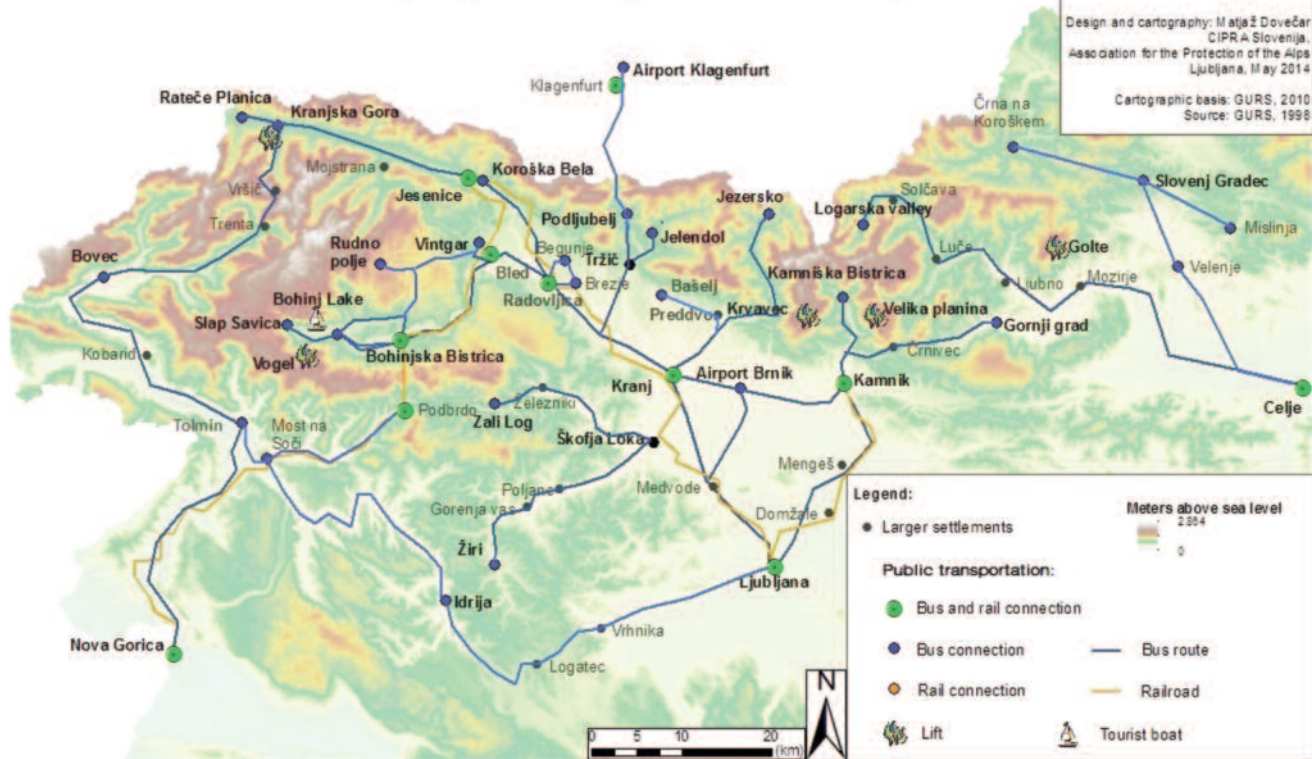 Design and cartography: Matjaž Dovečar
CIPRA Slovenija,
Association for the Protection of the Alps
Ljubljana, May 2014
Cartographic basis: GURS, 2010
Source: GURS, 1998
Airport Klagenfurt
Klagenfurt
Rateče Planica
Kranjska Gora
Črna na
Koroškem
Mojstrana
Koroška Bela
Slovenj Gradec
Vršič
Jesenice
Solčava
Jezersko
Logarska valley
Trenta
Podljubelj
Mislinja
Rudno
polje
Vintgar
Begunje
Jelendol
Luče
Golte
Bovec
Bled
Tržič
Kamniška Bistrica
Velenje
Brezje
Bašelj
Ljubno
Mozirje
Bohinj Lake
Radovljica
Preddvor
Krvavec
Velika planina
Slap Savica
Gornji grad
Kobarid
Vogel
Bohinjska Bistrica
Črnivec
Kranj
Airport Brnik
Kamnik
Celje
Podbrdo
Železniki
Zali Log
Tolmin
Most na
Soči
Škofja Loka
Mengeš
Poljane
Medvode
Gorenja vas
Domžale
Žiri
Ljubljana
Idrija
Vrhnika
Nova Gorica
Logatec
Legend:
Larger settlements
Meters above sea level
2.864
0
Public transportation:
Bus and rail connection
Bus connection
Bus route
Rail connection
Railroad
Lift
Tourist boat
N
0 5 10 20
(km)